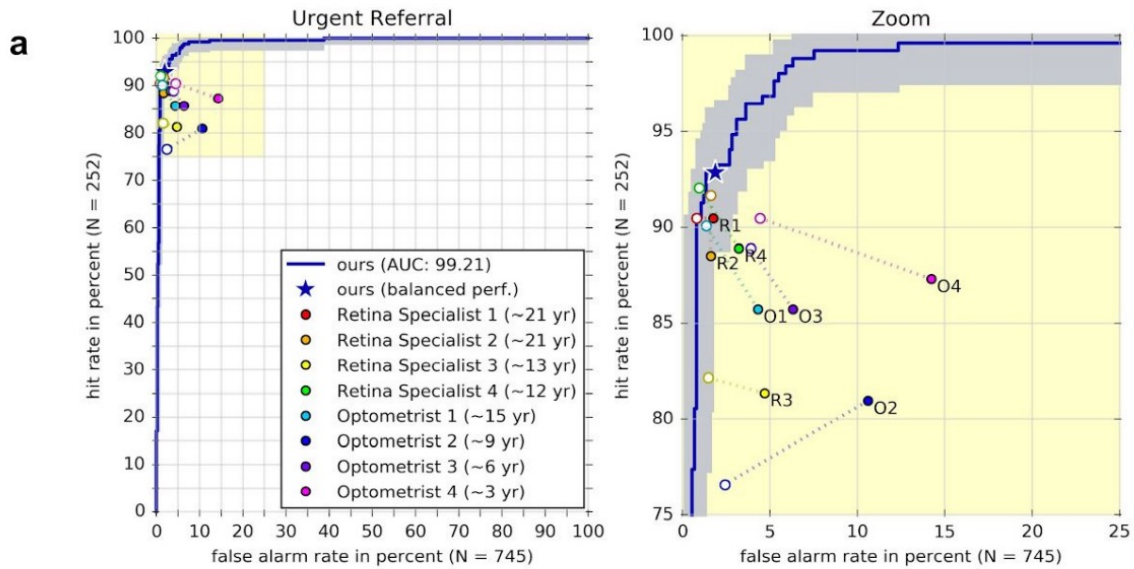 a
Urgent Referral
100
90
80
70
60
50
40
30
20
10
0
hit rate in percent (N = 252)
ours (AUC: 99.21)
ours (balanced perf.)
Retina Specialist 1 (~21 yr)
Retina Specialist 2 (~21 yr)
Retina Specialist 3 (~13 yr)
Retina Specialist 4 (~12 yr)
Optometrist 1 (~15 yr)
Optometrist 2 (~9 yr)
Optometrist 3 (~6 yr)
Optometrist 4 (~3 yr)
0 10 20 30 40 50 60 70 80 90 100
false alarm rate in percent (N = 745)
Zoom
100
95
90
85
80
75
hit rate in percent (N = 252)
R1
R4
R2
O4
O1
O3
R3
O2
0 5 10 15 20 25
false alarm rate in percent (N = 745)